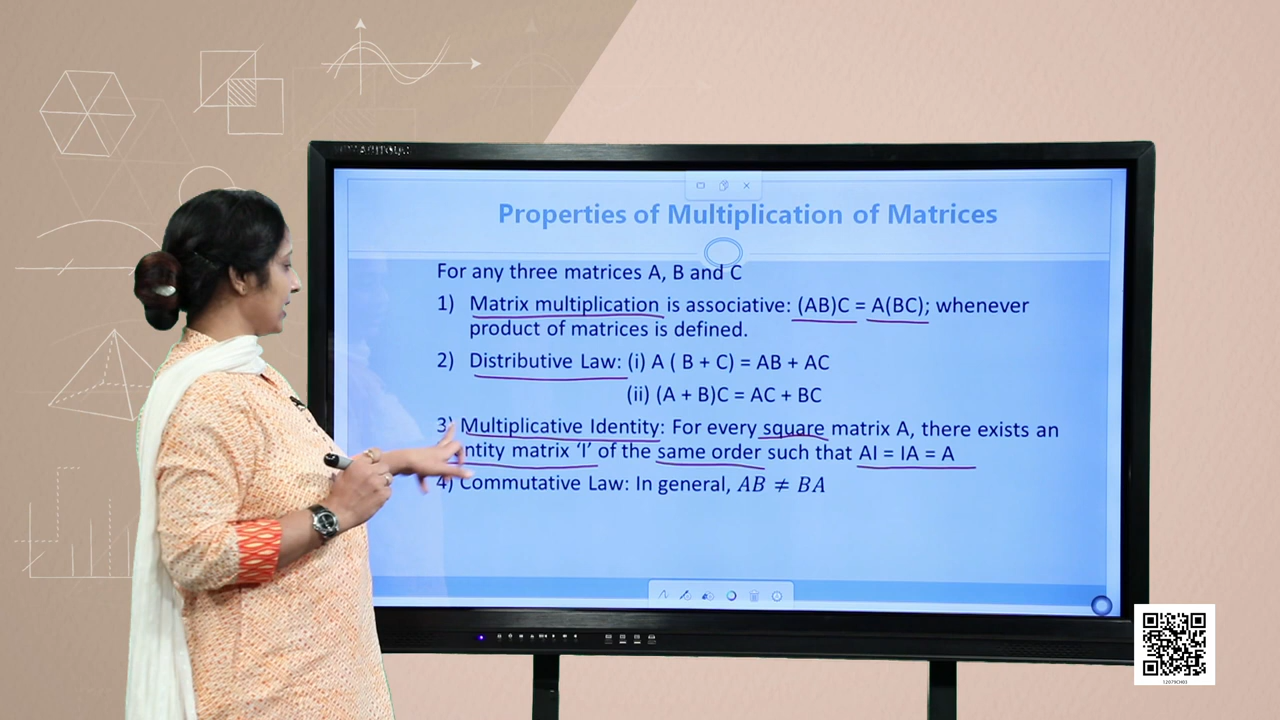 Properties of Multiplication of Matrices
For any three matrices A, B and C
1) Matrix multiplication is associative: (AB)C = A(BC); whenever
product of matrices is defined.
2) Distributive Law: (i) A ( B + C) = AB + AC
(ii) (A + B)C = AC + BC
3) Multiplicative Identity: For every square matrix A, there exists an
matrix 'I' of the same order such that AI = IA = A
4) Commutative Law: In general, AB ≠ BA
12079CH03